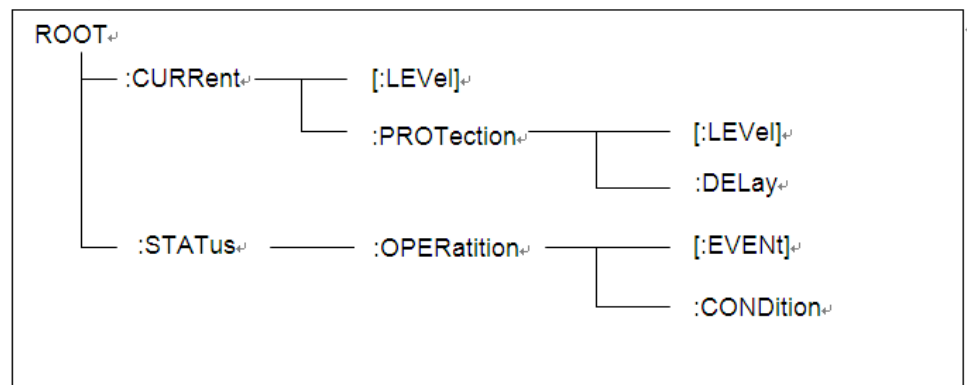 ROOT
:CURRent [:LEVel]
:PROTection [:LEVel]
:DELay
:STATus :OPERatition [:EVENt]
:CONDition